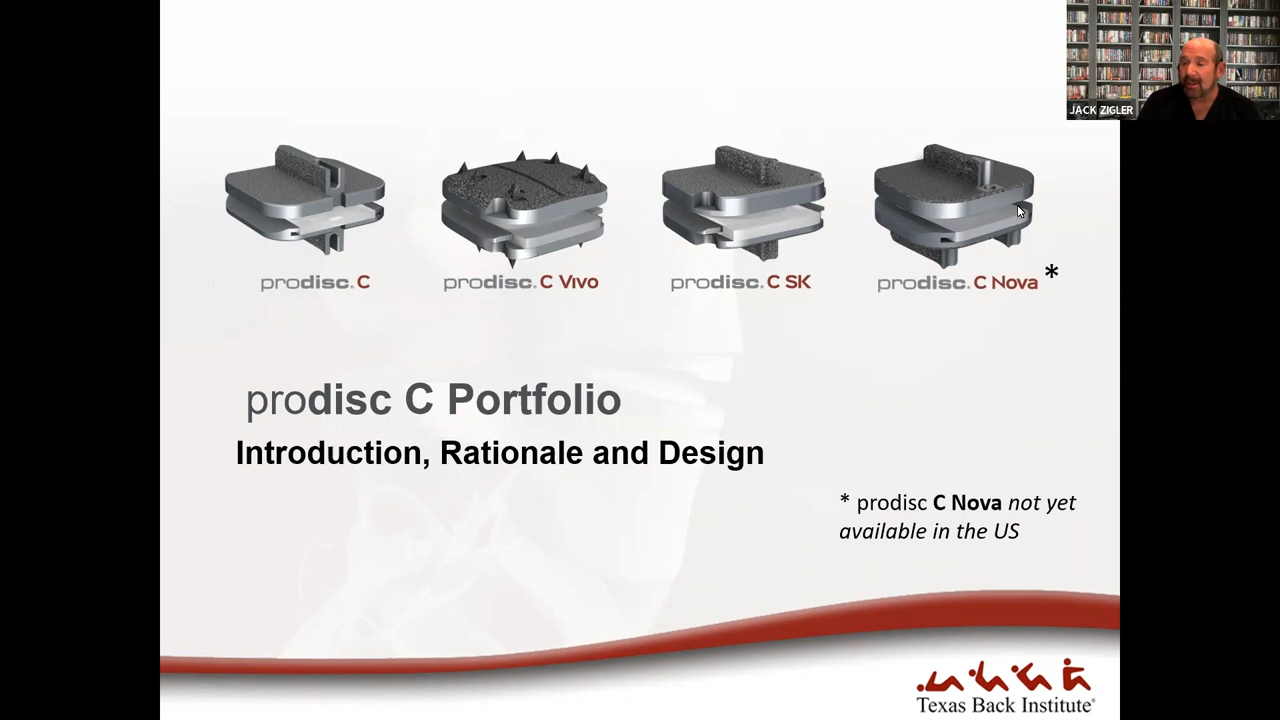 JACK ZIGLER
prodisc. C
prodisc. C Vivo
prodisc. C SK
prodisc. C Nova *
prodisc C Portfolio
Introduction, Rationale and Design
* prodisc C Nova not yet
available in the US
Texas Back Institute®